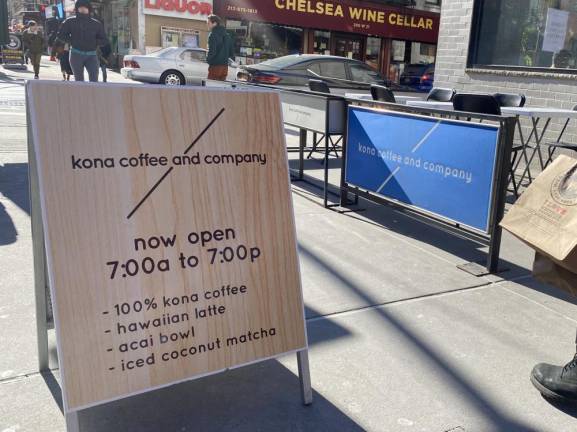 LIQUOR
CHELSEA WINE CELLAR
kona coffee and company
kona coffee and company
now open
7:00a to 7:00p
- 100% kona coffee
- hawaiian latte
- acai bowl
- iced coconut matcha